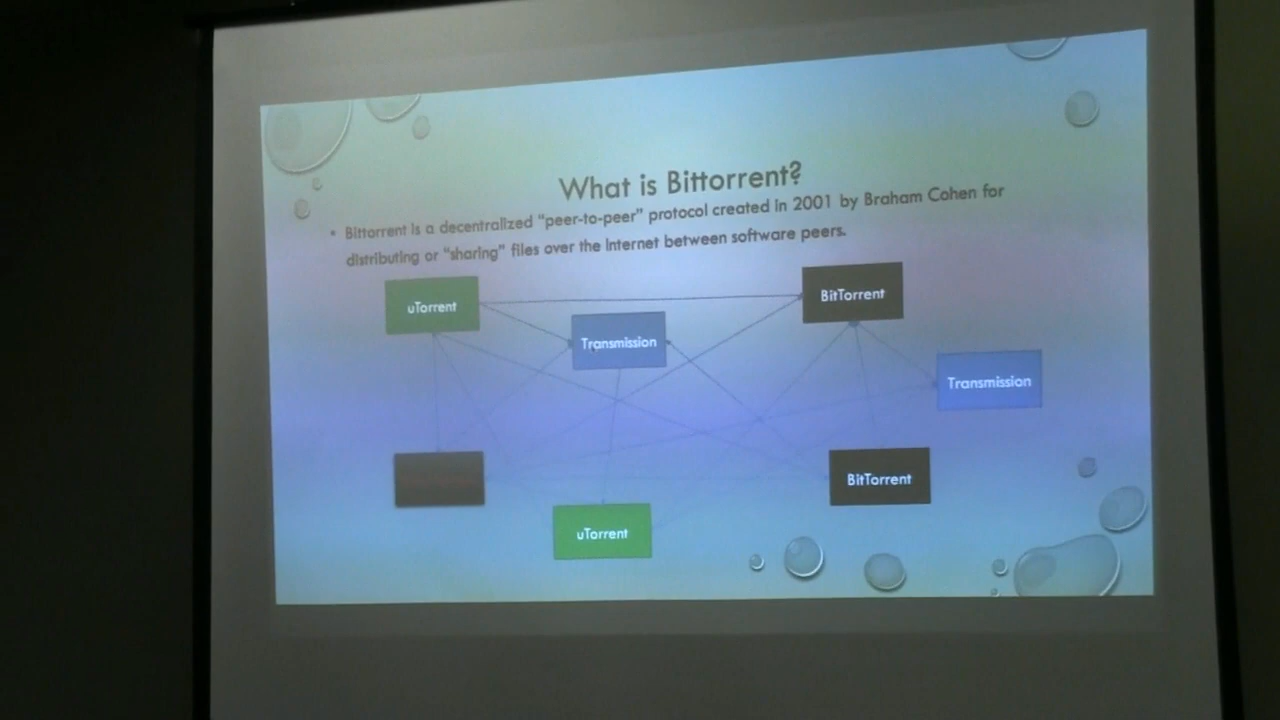 What is Bittorrent?
• Bittorrent is a decentralized “peer-to-peer” protocol created in 2001 by Braham Cohen for
distributing or “sharing” files over the Internet between software peers.
uTorrent
BitTorrent
Transmission
Transmission
BitTorrent
uTorrent